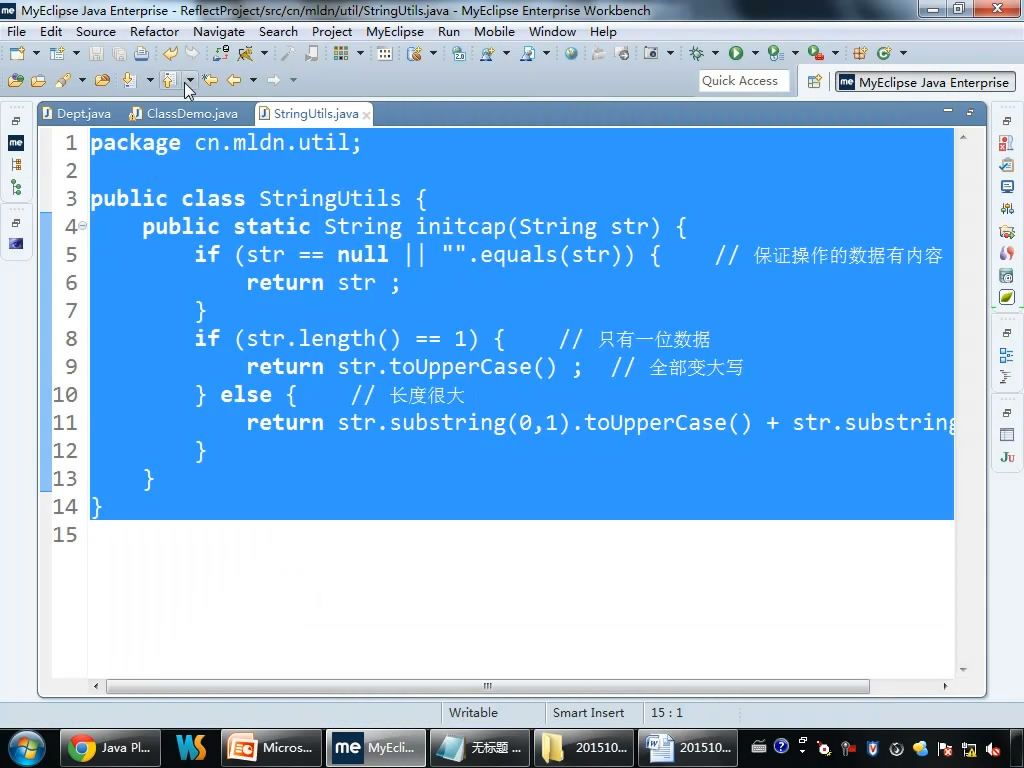 MyEclipse Java Enterprise - ReflectProject/src/cn/mldn/util/StringUtils.java - MyEclipse Enterprise Workbench
File Edit Source Refactor Navigate Search Project MyEclipse Run Mobile Window Help
Quick Access
me MyEclipse Java Enterprise
Dept.java ClassDemo.java StringUtils.java
1 package cn.mldn.util;
2
3 public class StringUtils {
4 public static String initcap(String str) {
5 if (str == null || "".equals(str)) { // 保证操作的数据有内容
6 return str ;
7 }
8 if (str.length() == 1) { // 只有一位数据
9 return str.toUpperCase() ; // 全部变大写
10 } else { // 长度很大
11 return str.substring(0,1).toUpperCase() + str.substring
12 }
13 }
14 }
15
Writable Smart Insert 15 : 1
Java Pl... Micros... me MyEcli... 无标题 ... 201510... 201510...